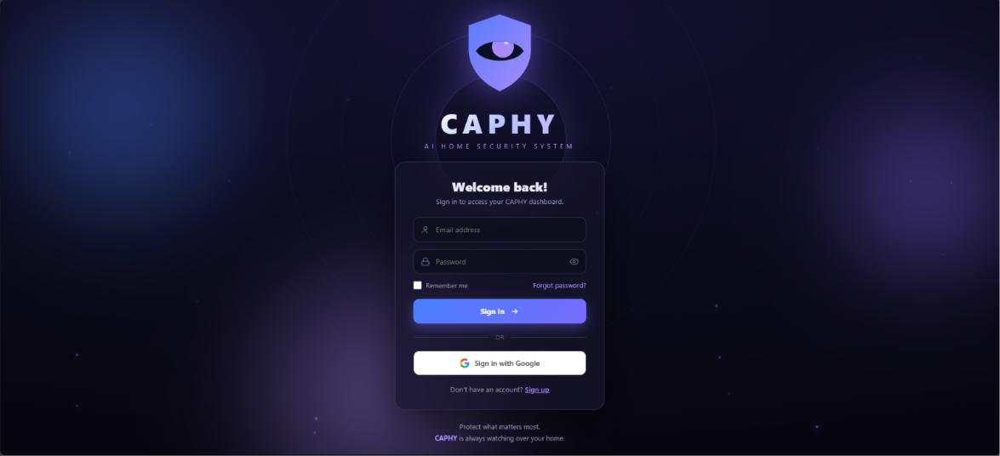 CAPHY
AI HOME SECURITY SYSTEM
Welcome back!
Sign in to access your CAPHY dashboard.
Email address
Password
Remember me
Forgot password?
Sign In →
OR
Sign in with Google
Don't have an account? Sign up
Protect what matters most.
CAPHY is always watching over your home.